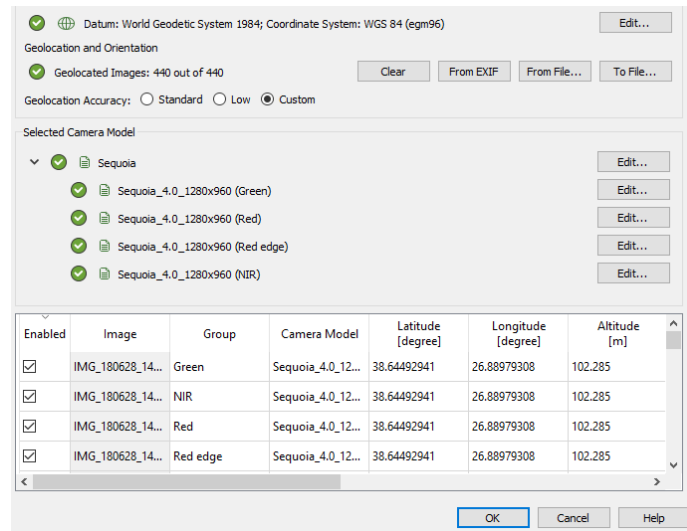 Datum: World Geodetic System 1984; Coordinate System: WGS 84 (egm96) Edit...
Geolocation and Orientation
Geolocated Images: 440 out of 440 Clear From EXIF From File... To File...
Geolocation Accuracy: Standard Low Custom
Selected Camera Model
Sequoia Edit...
Sequoia_4.0_1280x960 (Green) Edit...
Sequoia_4.0_1280x960 (Red) Edit...
Sequoia_4.0_1280x960 (Red edge) Edit...
Sequoia_4.0_1280x960 (NIR) Edit...
Enabled Image Group Camera Model Latitude [degree] Longitude [degree] Altitude [m]
IMG_180628_14... Green Sequoia_4.0_12... 38.64492941 26.88979308 102.285
IMG_180628_14... NIR Sequoia_4.0_12... 38.64492941 26.88979308 102.285
IMG_180628_14... Red Sequoia_4.0_12... 38.64492941 26.88979308 102.285
IMG_180628_14... Red edge Sequoia_4.0_12... 38.64492941 26.88979308 102.285
OK Cancel Help